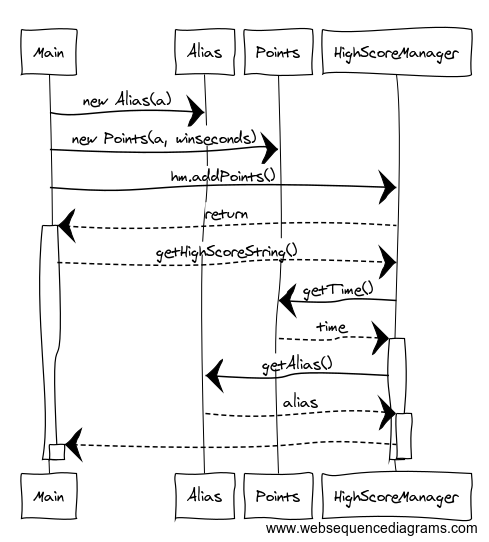 Main Alias Points HighScoreManager
new Alias(a)
new Points(a, winseconds)
hm.addPoints()
return
getHighScoreString()
getTime()
time
getAlias()
alias
Main Alias Points HighScoreManager
www.websequencediagrams.com